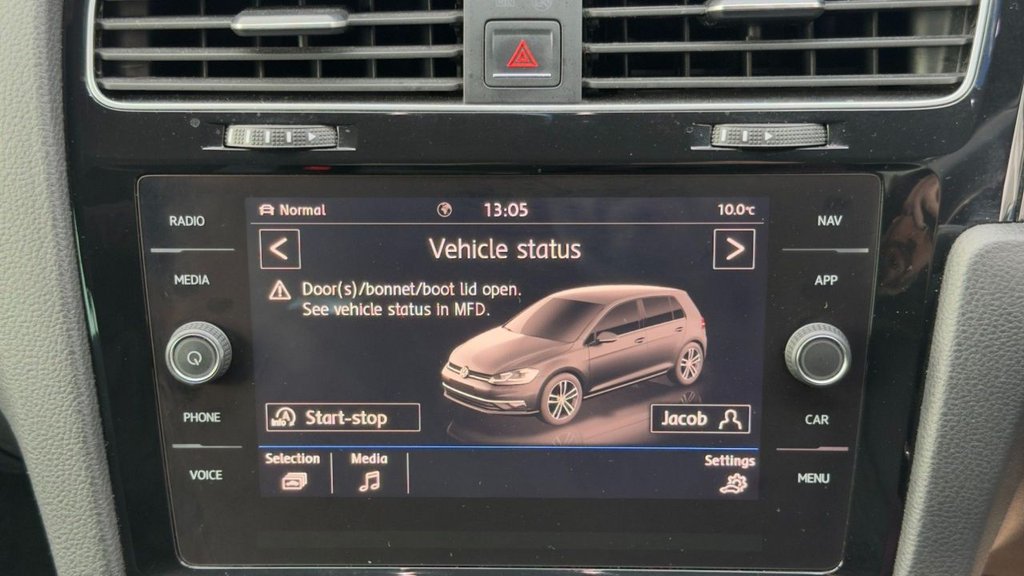 RADIO
MEDIA
PHONE
VOICE
Normal
13:05
10.0°C
Vehicle status
Door(s)/bonnet/boot lid open.
See vehicle status in MFD.
Info
Start-stop
Jacob
Selection
Media
Settings
NAV
APP
CAR
MENU